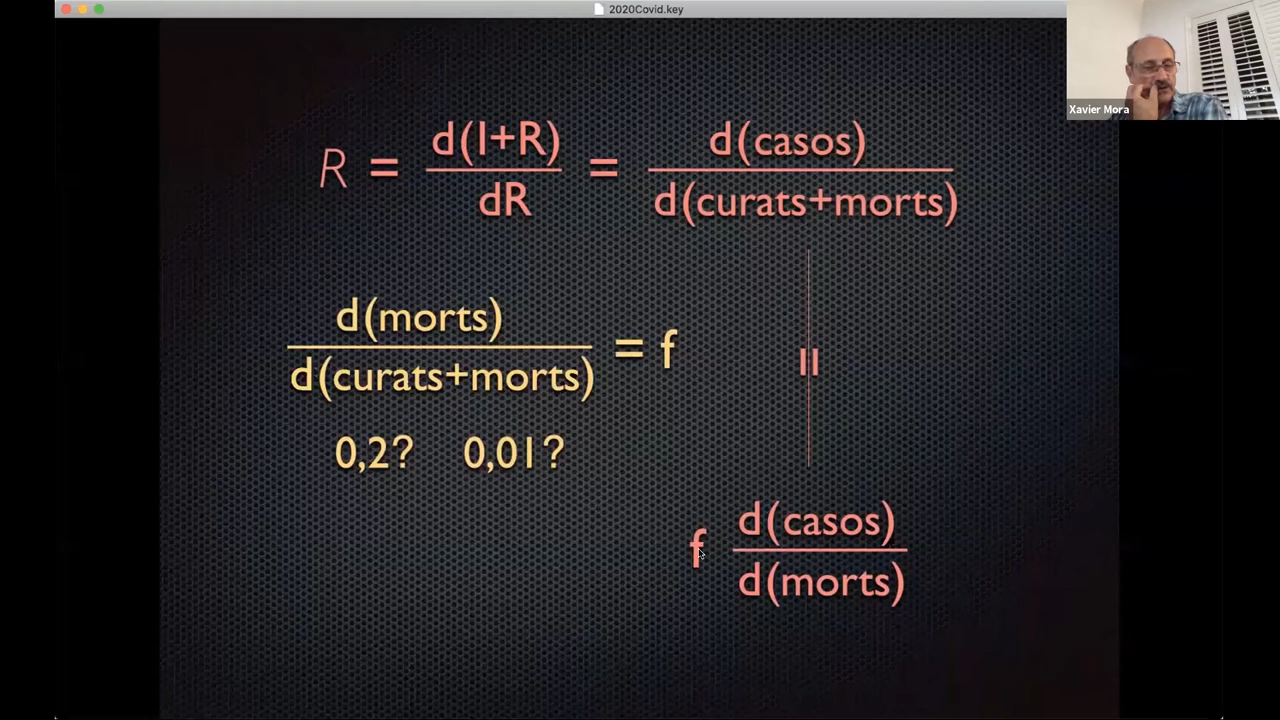 2020Covid.key
Xavier Mora
R = d(I+R) / dR = d(casos) / d(curats+morts)
d(morts) / d(curats+morts) = f
=
0,2? 0,01?
f d(casos) / d(morts)